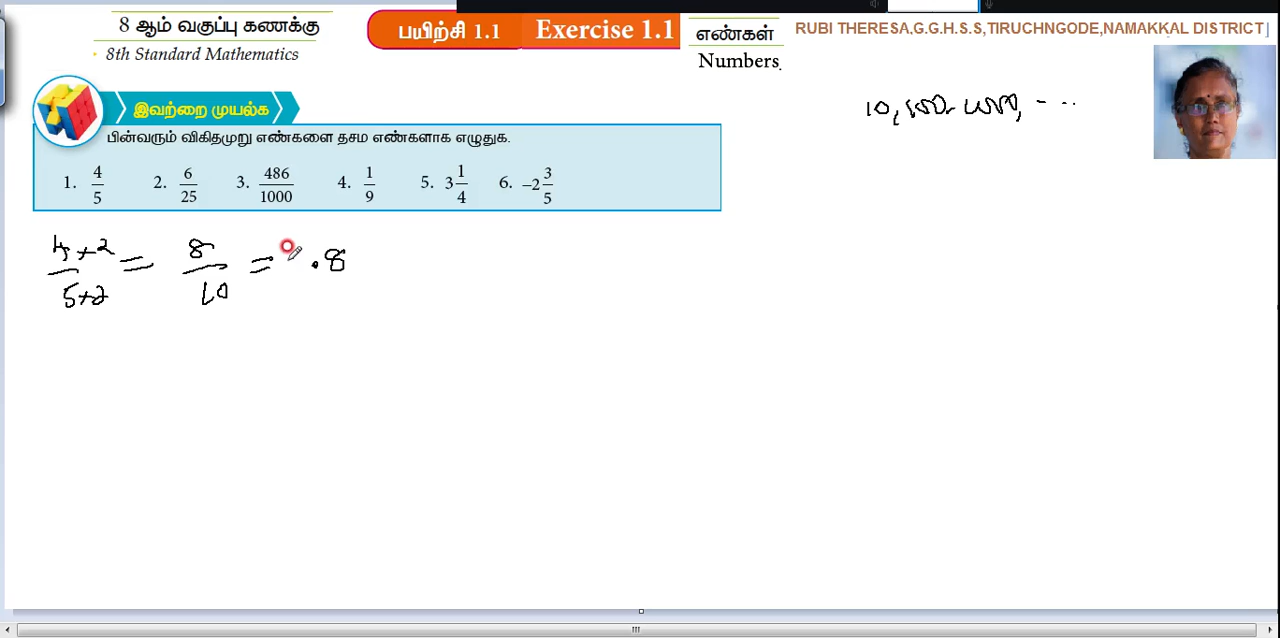 8 ஆம் வகுப்பு கணக்கு
8th Standard Mathematics
பயிற்சி 1.1 Exercise 1.1
எண்கள்
Numbers
RUBI THERESA,G.G.H.S.S,TIRUCHNGODE,NAMAKKAL DISTRICT
இவற்றை முயல்க
பின்வரும் விகிதமுறு எண்களை தசம எண்களாக எழுதுக.
1. 4/5 2. 6/25 3. 486/1000 4. 1/9 5. 3 1/4 6. −2 3/5
10, 100, 1000, - ...
4×2/5×2 = 8/10 = 0.8